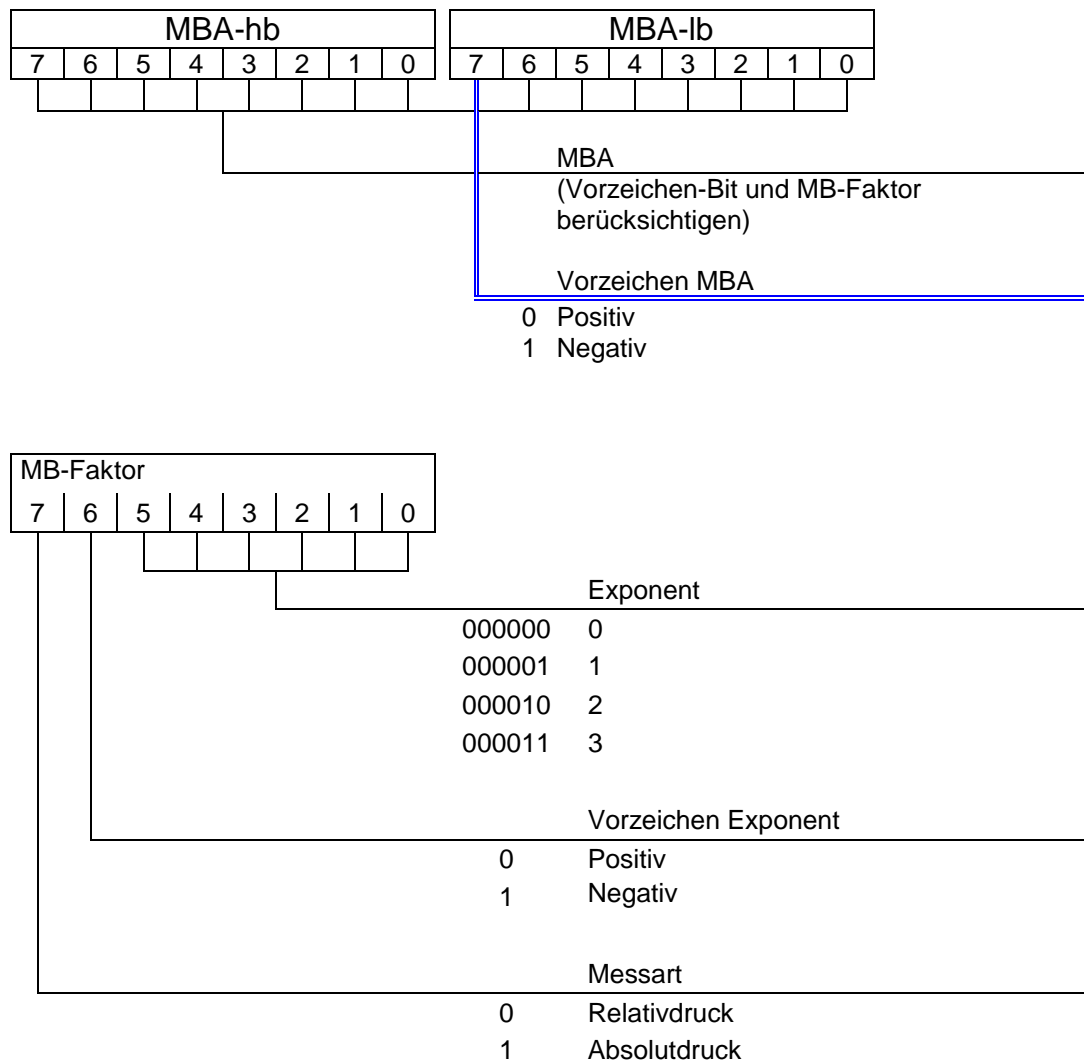 MBA-hb MBA-lb
7 6 5 4 3 2 1 0 7 6 5 4 3 2 1 0
MBA
(Vorzeichen-Bit und MB-Faktor
berücksichtigen)
Vorzeichen MBA
0 Positiv
1 Negativ
MB-Faktor
7 6 5 4 3 2 1 0
Exponent
000000 0
000001 1
000010 2
000011 3
Vorzeichen Exponent
0 Positiv
1 Negativ
Messart
0 Relativdruck
1 Absolutdruck